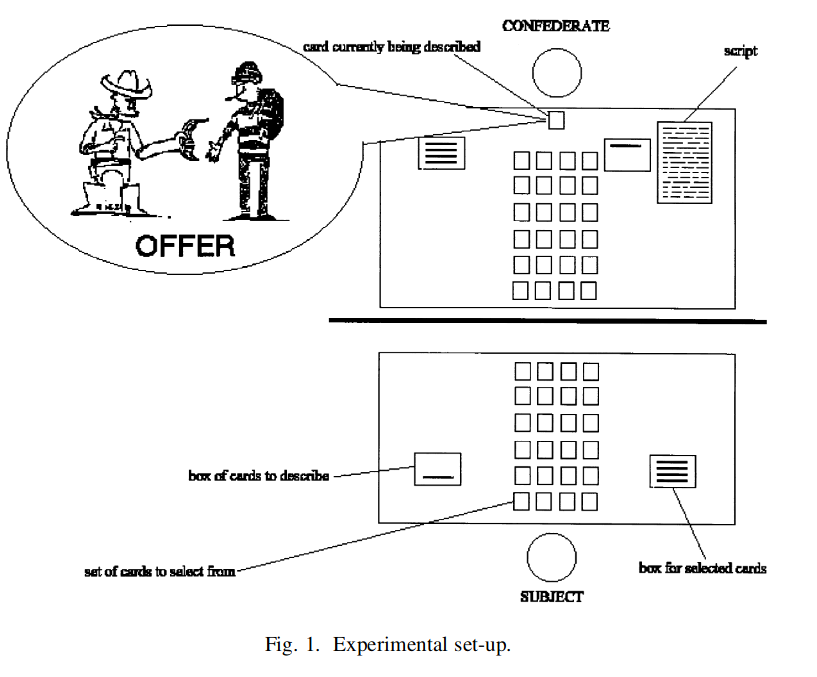 CONFEDERATE
card currently being described
script
OFFER
box of cards to describe
set of cards to select from
box for selected cards
SUBJECT
Fig. 1. Experimental set-up.